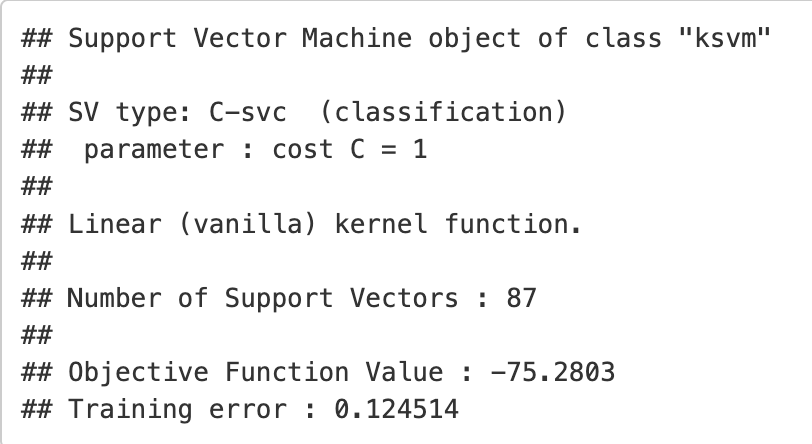 ## Support Vector Machine object of class "ksvm"
##
## SV type: C-svc  (classification)
##  parameter : cost C = 1
##
## Linear (vanilla) kernel function.
##
## Number of Support Vectors : 87
##
## Objective Function Value : -75.2803
## Training error : 0.124514